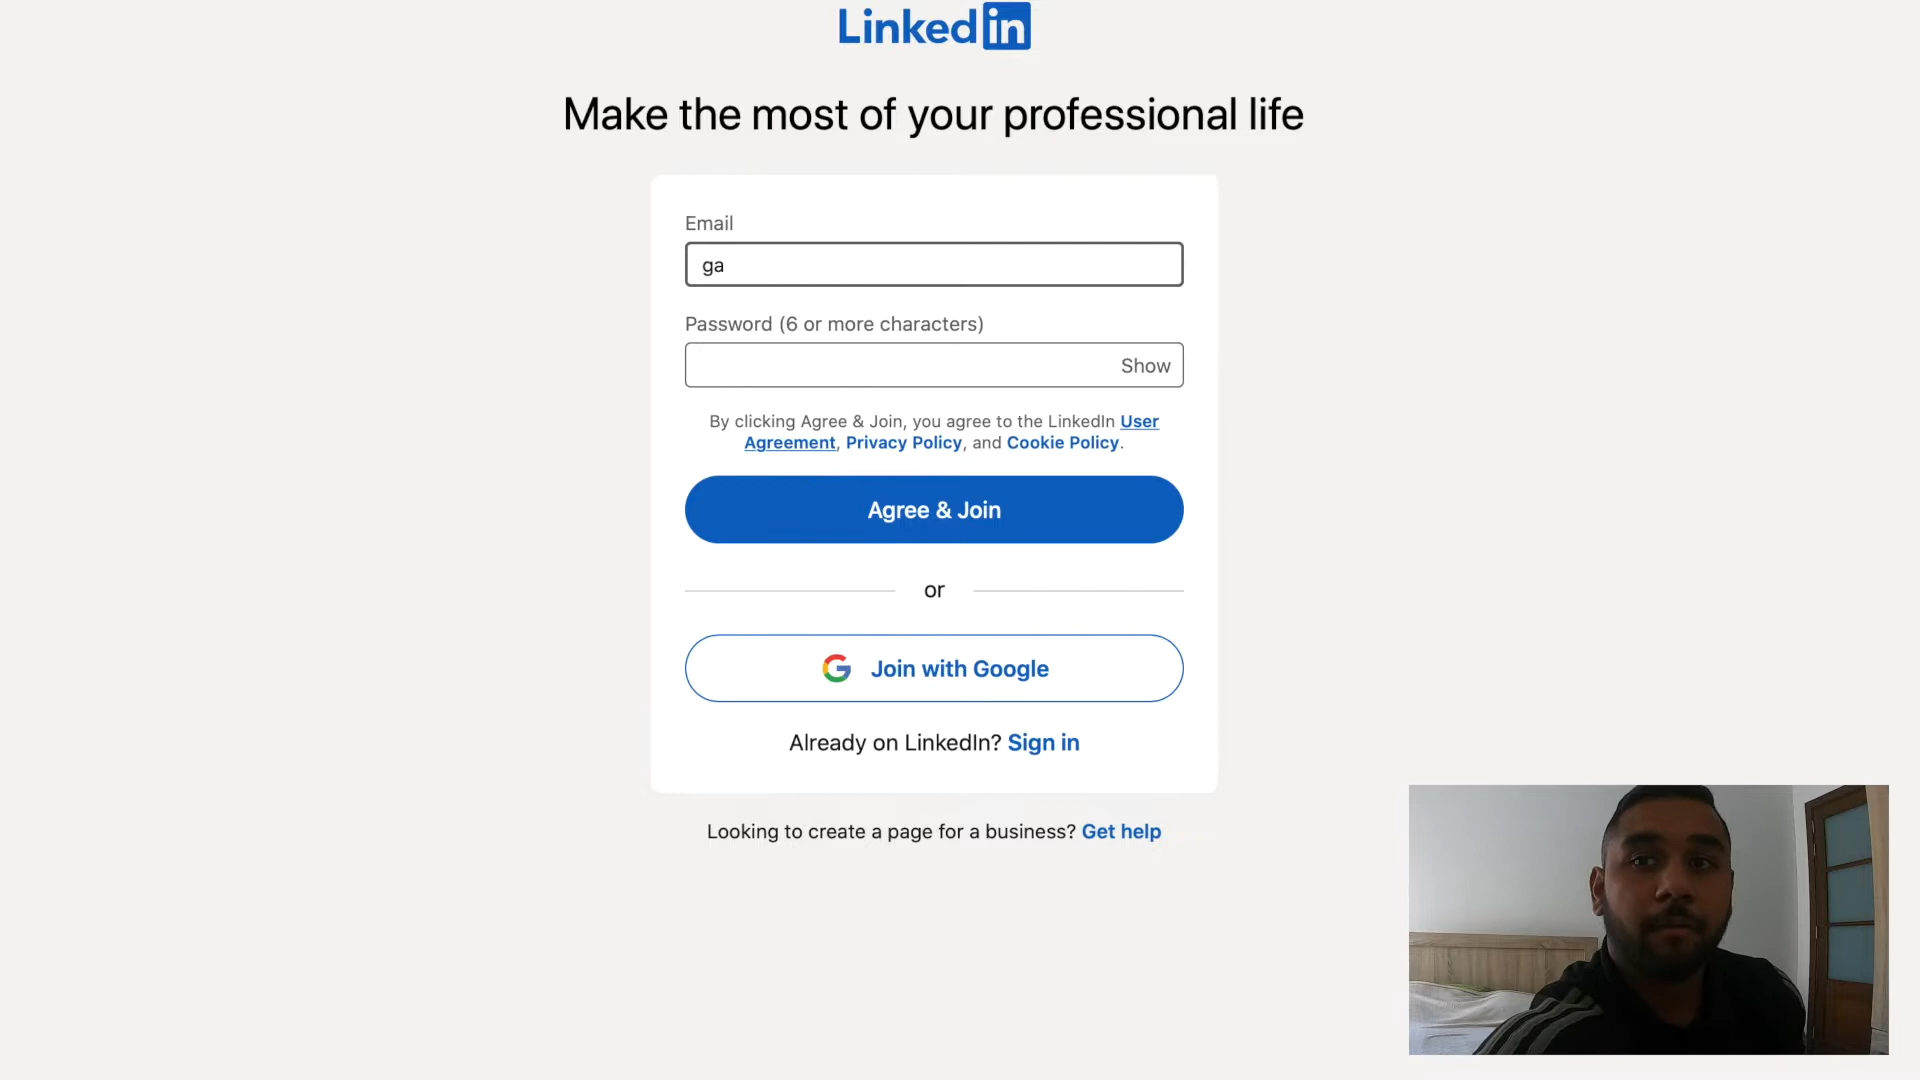 LinkedIn
Make the most of your professional life
Email
ga
Password (6 or more characters)
Show
By clicking Agree & Join, you agree to the LinkedIn User
Agreement, Privacy Policy, and Cookie Policy.
Agree & Join
or
Join with Google
Already on LinkedIn? Sign in
Looking to create a page for a business? Get help